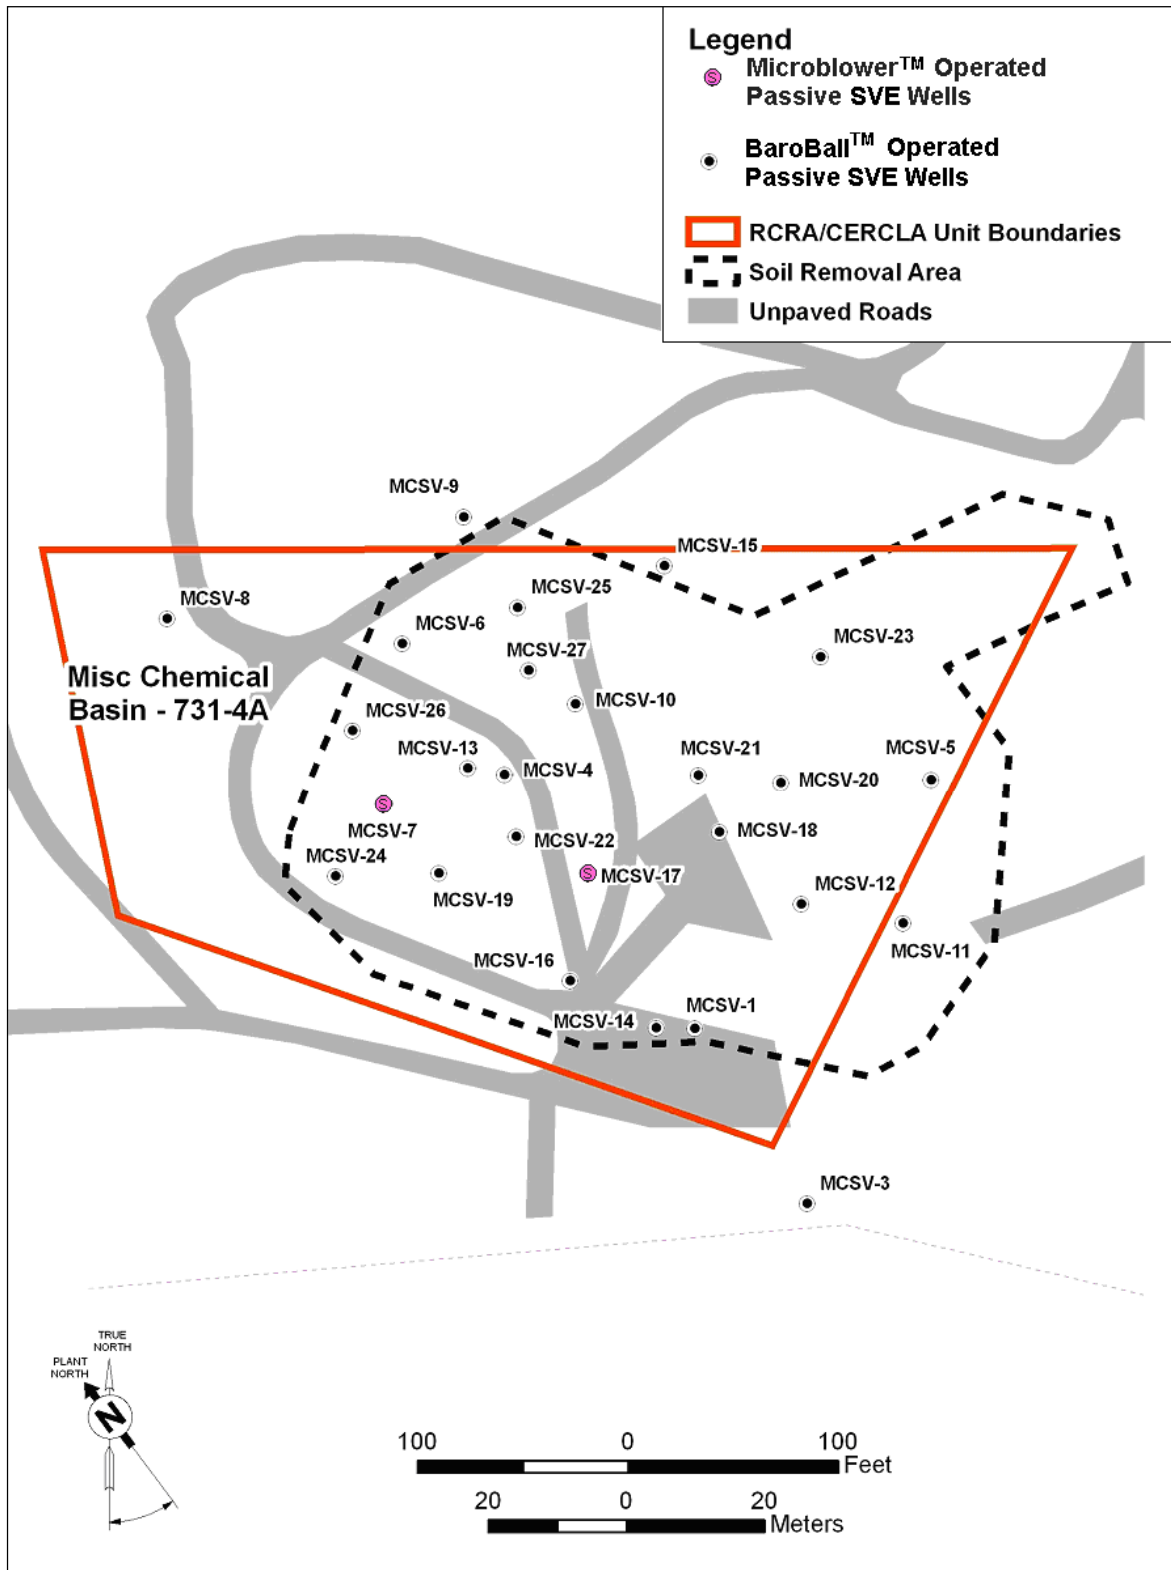 Legend
Microblower™ Operated
Passive SVE Wells
BaroBall™ Operated
Passive SVE Wells
RCRA/CERCLA Unit Boundaries
Soil Removal Area
Unpaved Roads
MCSV-9
MCSV-15
MCSV-25
MCSV-8
MCSV-6
MCSV-23
MCSV-27
Misc Chemical
Basin - 731-4A
MCSV-10
MCSV-26
MCSV-13
MCSV-21
MCSV-5
MCSV-4
MCSV-20
S
MCSV-7
MCSV-22
MCSV-18
MCSV-24
S
MCSV-17
MCSV-12
MCSV-19
MCSV-11
MCSV-16
MCSV-1
MCSV-14
MCSV-3
TRUE
NORTH
PLANT
NORTH
N
100 0 100
Feet
20 0 20
Meters